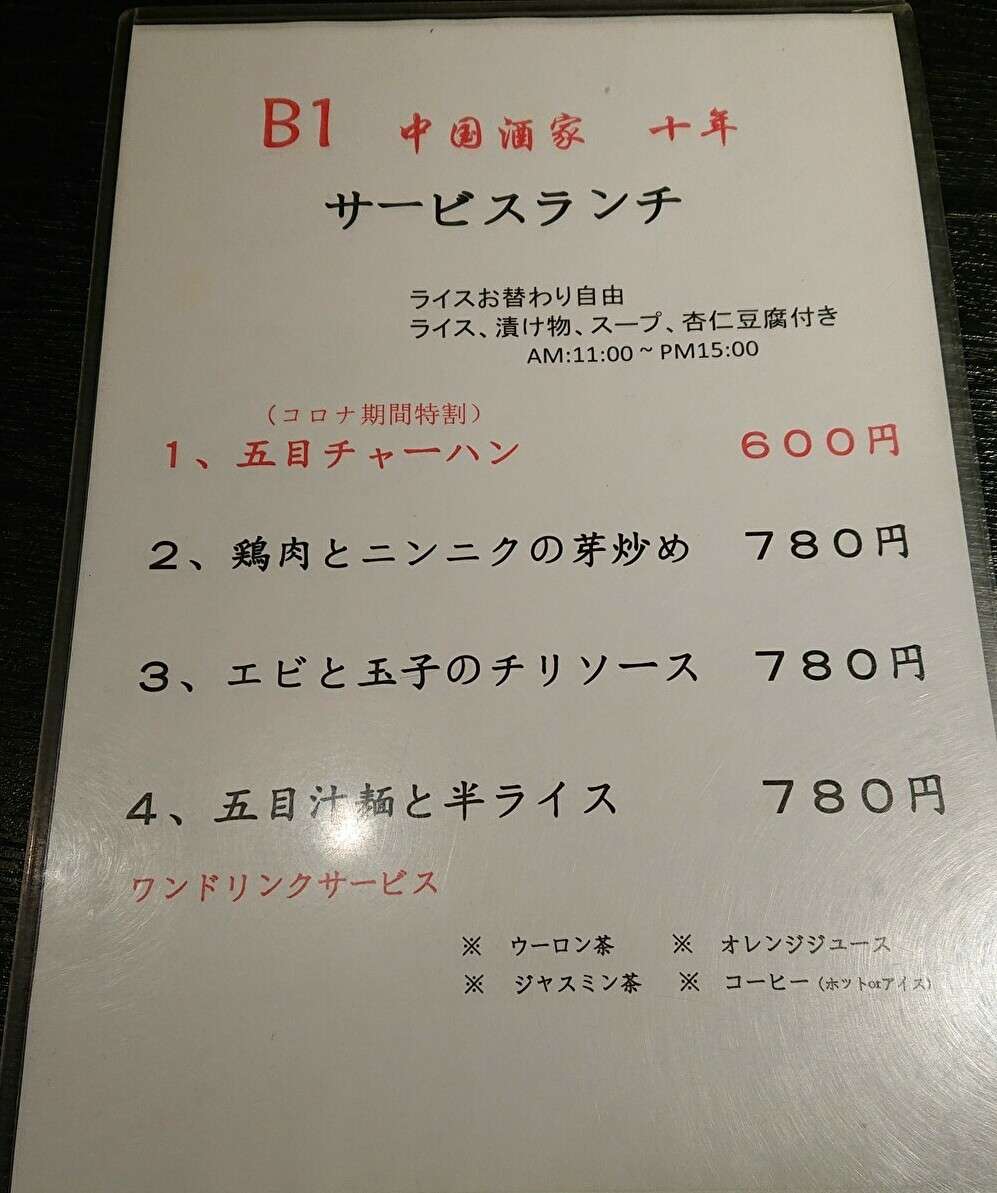 B1 中国酒家 十年
サービスランチ
ライスお替わり自由
ライス、漬け物、スープ、杏仁豆腐付き
AM:11:00 ~ PM15:00
（コロナ期間特割）
１、五目チャーハン ６００円
２、鶏肉とニンニクの芽炒め ７８０円
３、エビと玉子のチリソース ７８０円
４、五目汁麺と半ライス ７８０円
ワンドリンクサービス
※ ウーロン茶 ※ オレンジジュース
※ ジャスミン茶 ※ コーヒー（ホットorアイス）